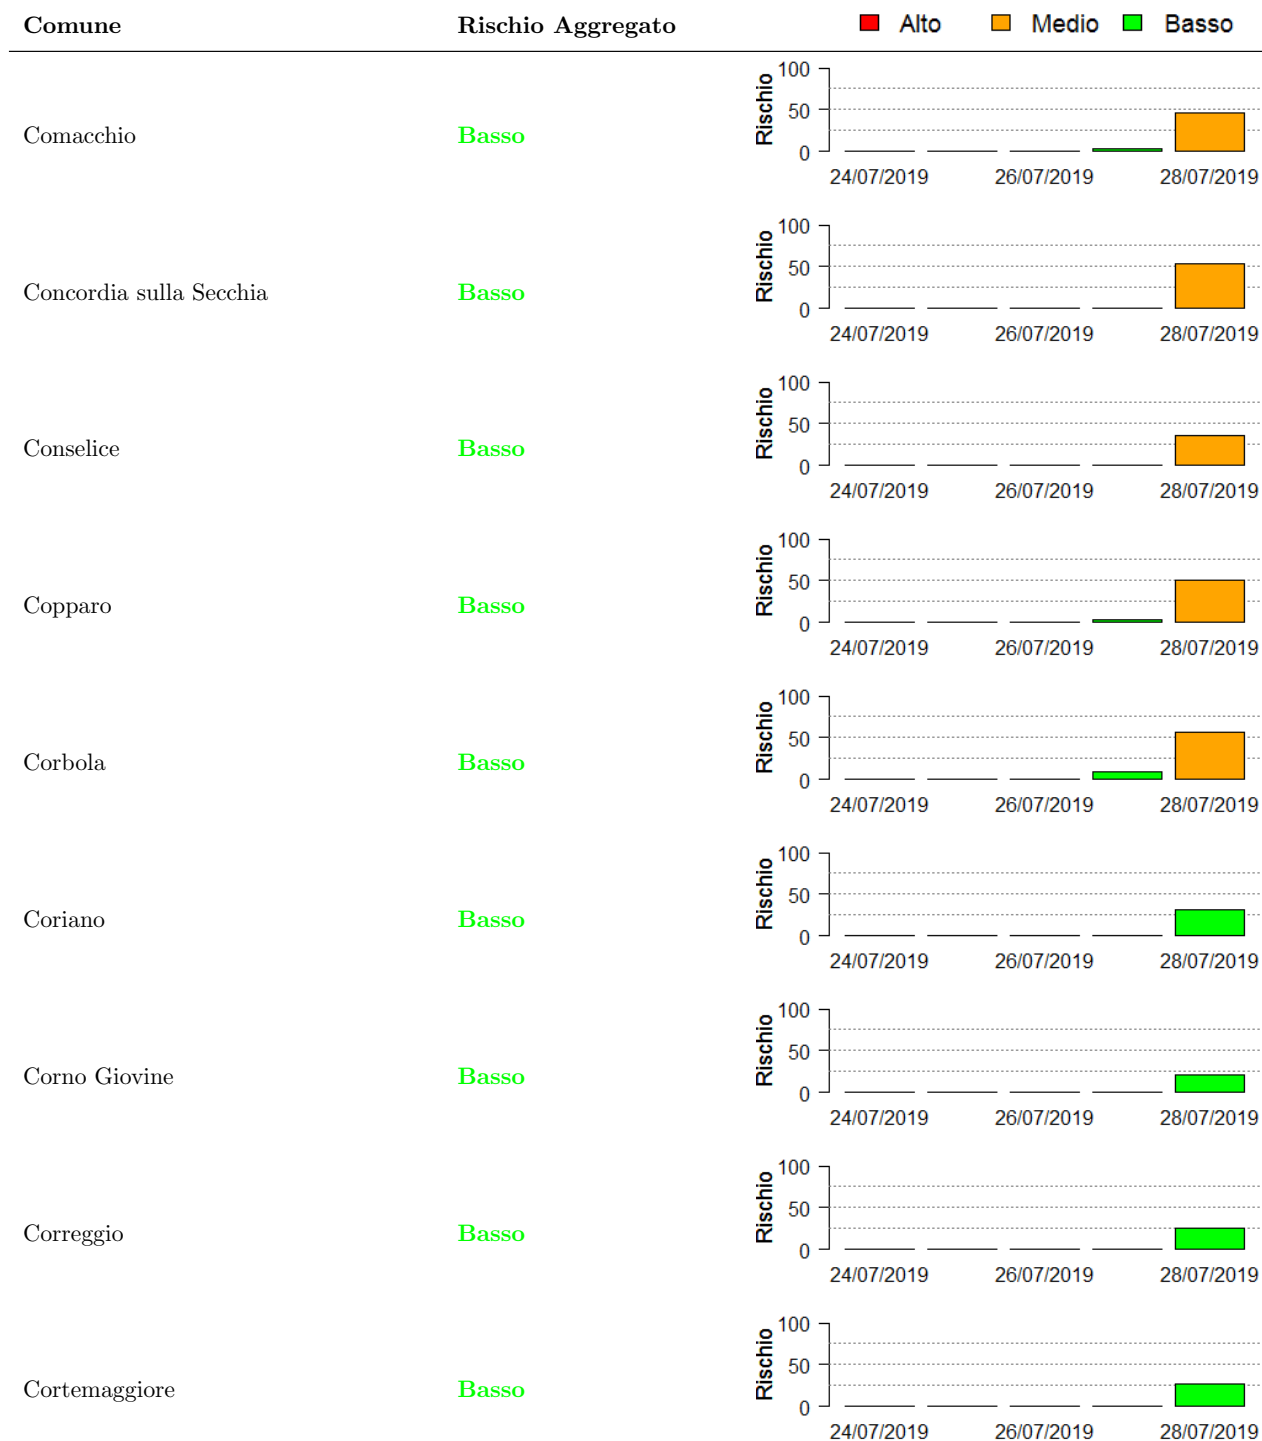 Comune Rischio Aggregato Alto Medio Basso
100
50
0
Rischio
Comacchio Basso
24/07/2019 26/07/2019 28/07/2019
100
50
0
Rischio
Concordia sulla Secchia Basso
24/07/2019 26/07/2019 28/07/2019
100
50
0
Rischio
Conselice Basso
24/07/2019 26/07/2019 28/07/2019
100
50
0
Rischio
Copparo Basso
24/07/2019 26/07/2019 28/07/2019
100
50
0
Rischio
Corbola Basso
24/07/2019 26/07/2019 28/07/2019
100
50
0
Rischio
Coriano Basso
24/07/2019 26/07/2019 28/07/2019
100
50
0
Rischio
Corno Giovine Basso
24/07/2019 26/07/2019 28/07/2019
100
50
0
Rischio
Correggio Basso
24/07/2019 26/07/2019 28/07/2019
100
50
0
Rischio
Cortemaggiore Basso
24/07/2019 26/07/2019 28/07/2019